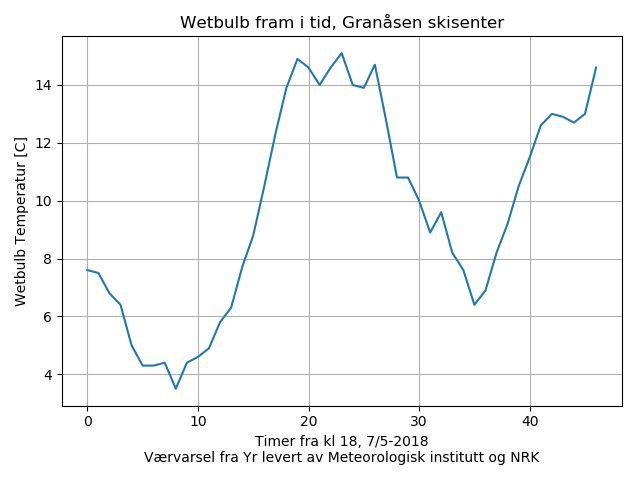 Wetbulb fram i tid, Granåsen skisenter
Wetbulb Temperatur [C]
14
12
10
8
6
4
0 10 20 30 40
Timer fra kl 18, 7/5-2018
Værvarsel fra Yr levert av Meteorologisk institutt og NRK